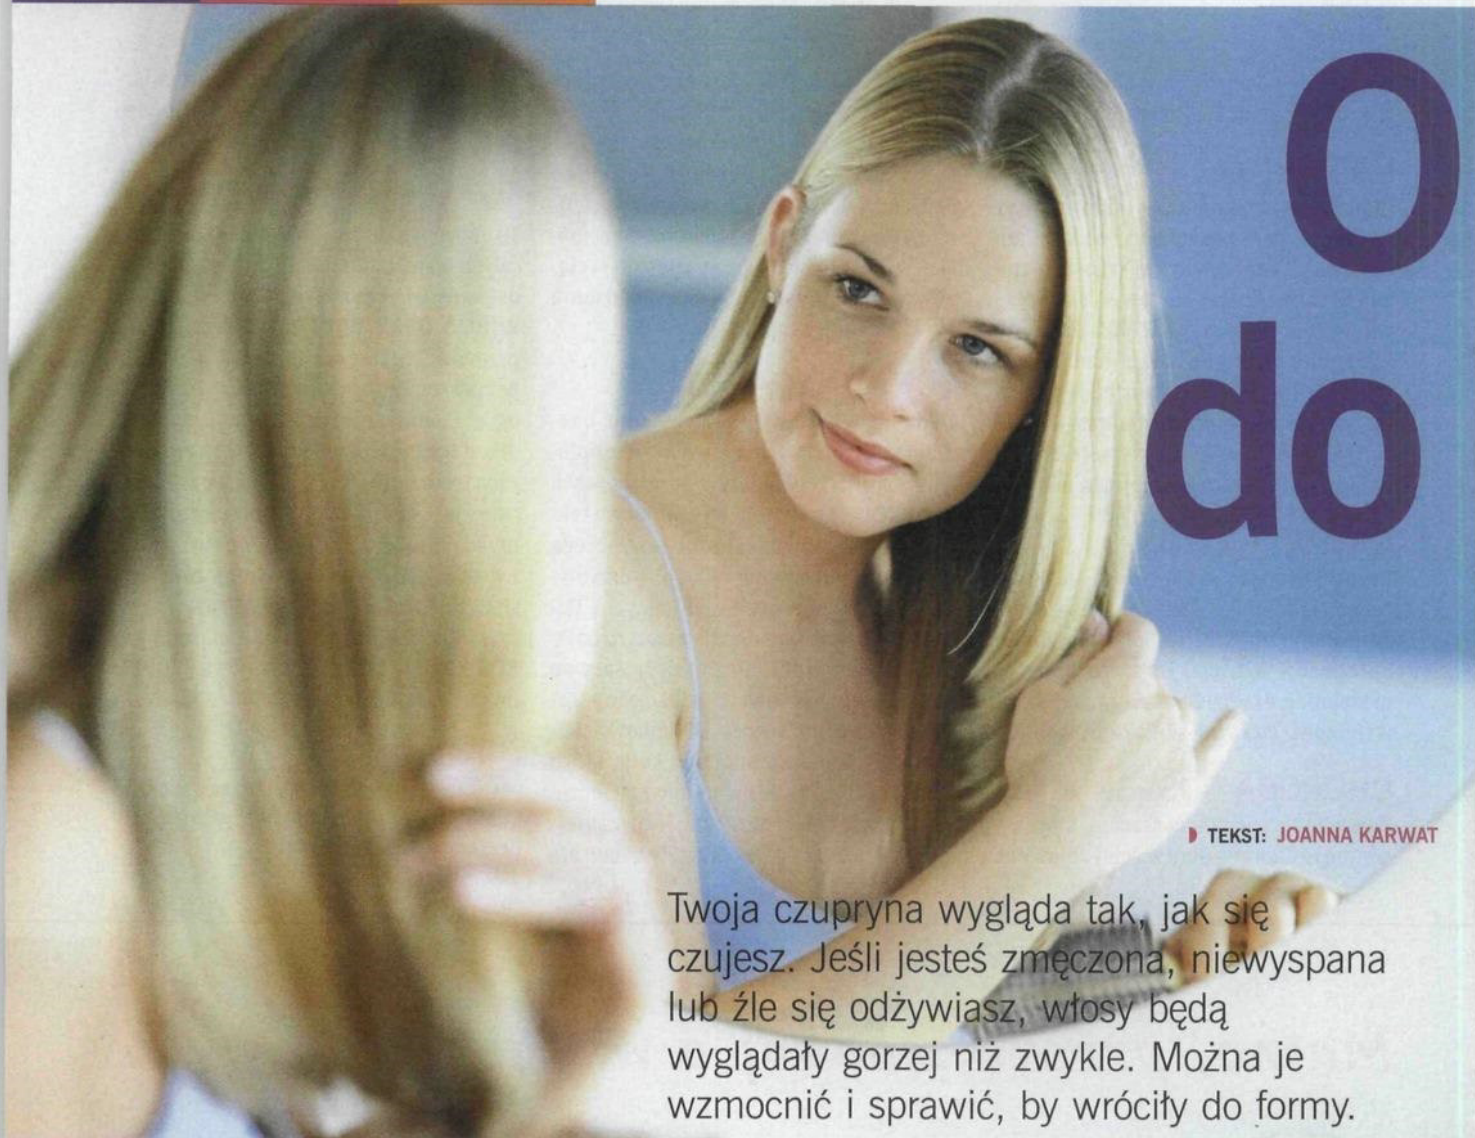 O
do
TEKST: JOANNA KARWAT
Twoja czupryna wygląda tak, jak się
czujesz. Jeśli jesteś zmęczona, niewyspana
lub źle się odżywiasz, włosy będą
wyglądały gorzej niż zwykle. Można je
wzmocnić i sprawić, by wróciły do formy.